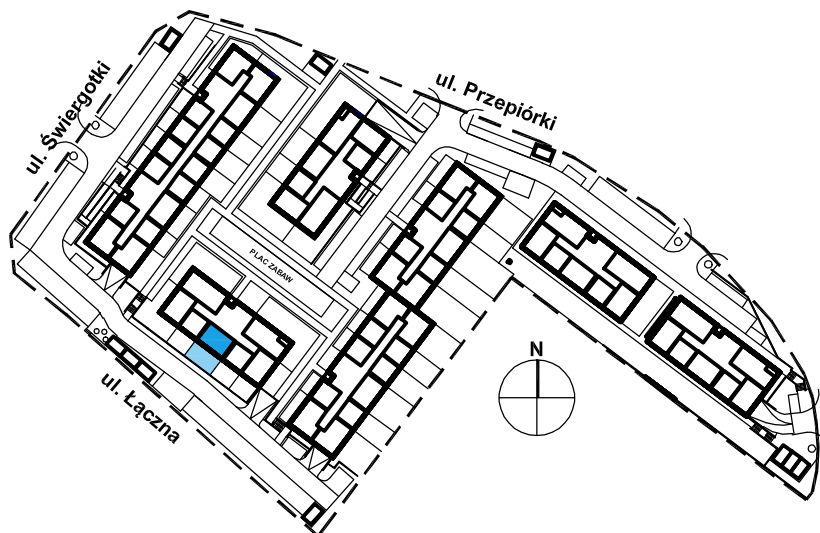 ul. Przepiórki
ul. Świergotki
PLAC ZABAW
N
ul. Łączna